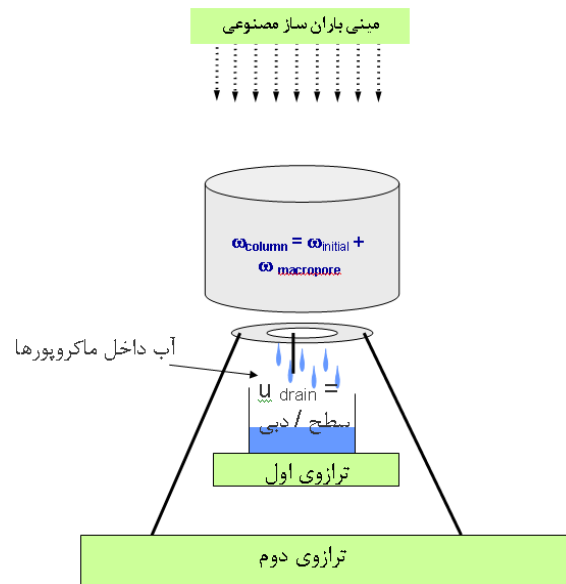 مینی باران ساز مصنوعی
ωcolumn = ωinitial +
ω macropore
آب داخل ماکروپورها
u drain =
سطح / دبی
ترازوی اول
ترازوی دوم